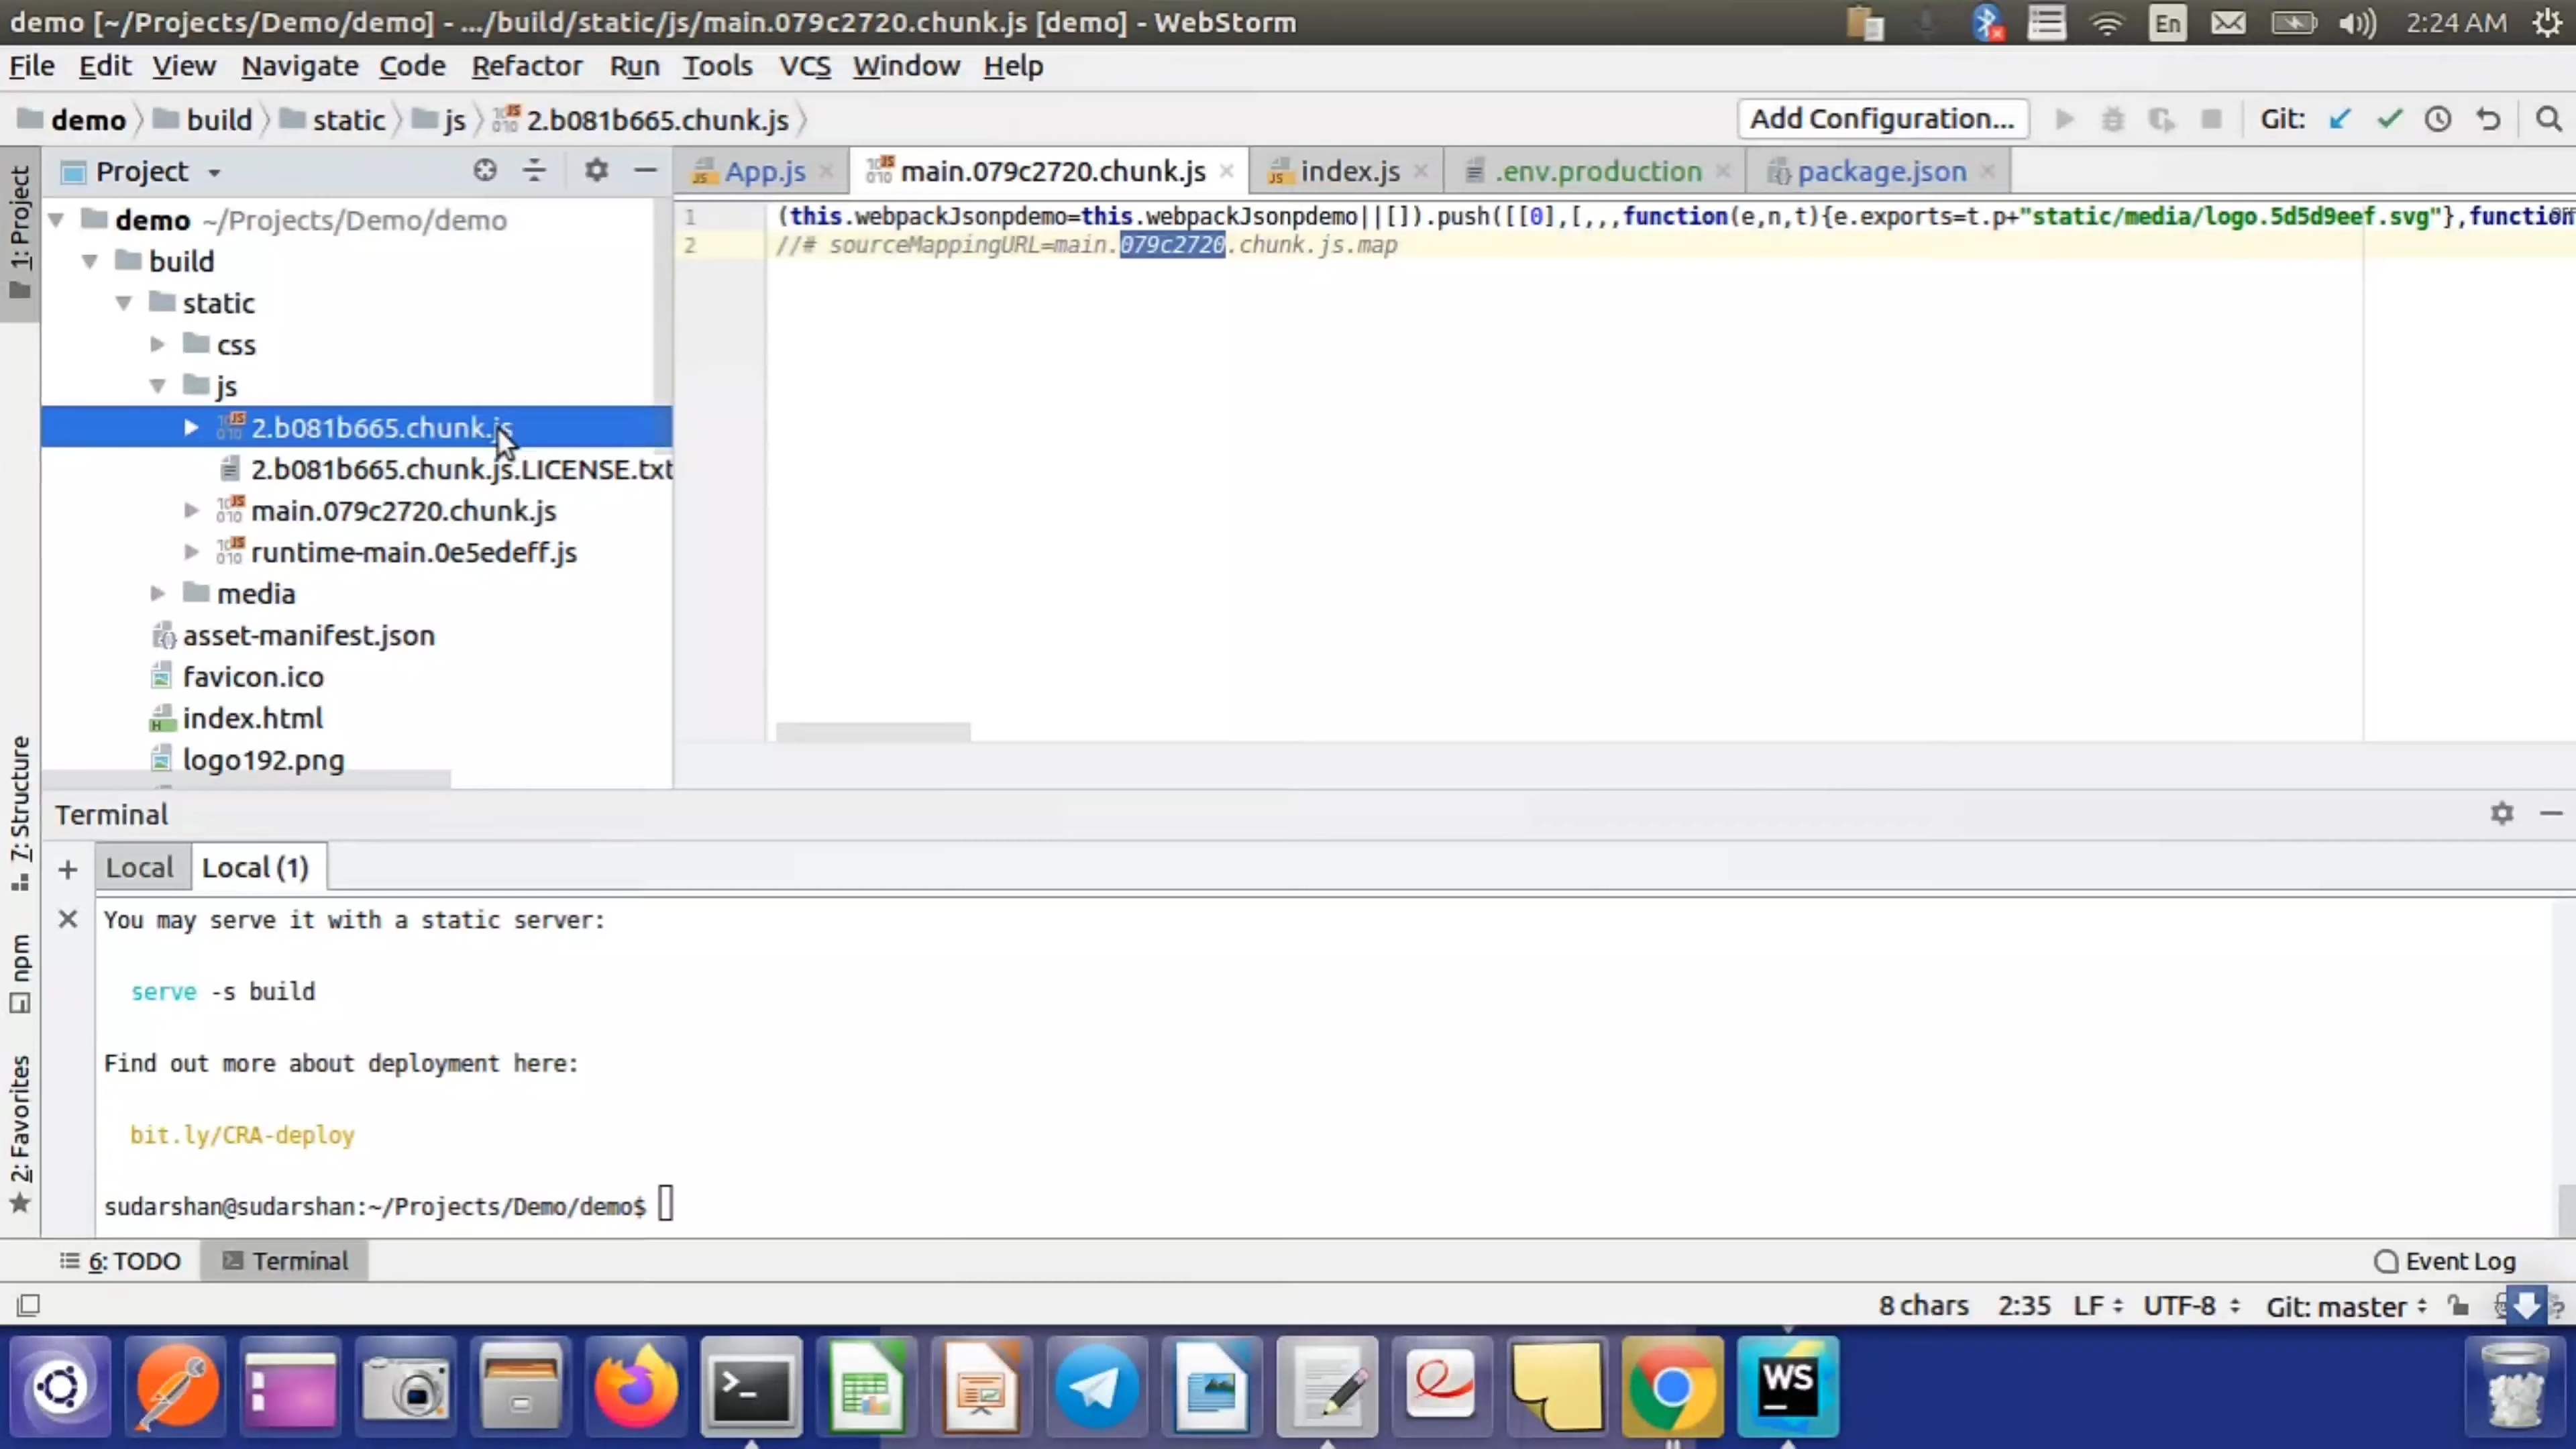 demo [~/Projects/Demo/demo] - .../build/static/js/main.079c2720.chunk.js [demo] - WebStorm
En
2:24 AM
File Edit View Navigate Code Refactor Run Tools VCS Window Help
demo build static js 2.b081b665.chunk.js
Add Configuration...
Git:
1: Project
Project
App.js
main.079c2720.chunk.js
index.js
.env.production
package.json
demo ~/Projects/Demo/demo
build
static
css
js
2.b081b665.chunk.js
2.b081b665.chunk.js.LICENSE.txt
main.079c2720.chunk.js
runtime-main.0e5edeff.js
media
asset-manifest.json
favicon.ico
index.html
logo192.png
1 (this.webpackJsonpdemo=this.webpackJsonpdemo||[]).push([[0],[,,,function(e,n,t){e.exports=t.p+"static/media/logo.5d5d9eef.svg"},function
2 //# sourceMappingURL=main.079c2720.chunk.js.map
7: Structure
npm
2: Favorites
Terminal
Local
Local (1)
You may serve it with a static server:
serve -s build
Find out more about deployment here:
bit.ly/CRA-deploy
sudarshan@sudarshan:~/Projects/Demo/demo$
6: TODO
Terminal
Event Log
8 chars 2:35 LF UTF-8 Git: master
WS